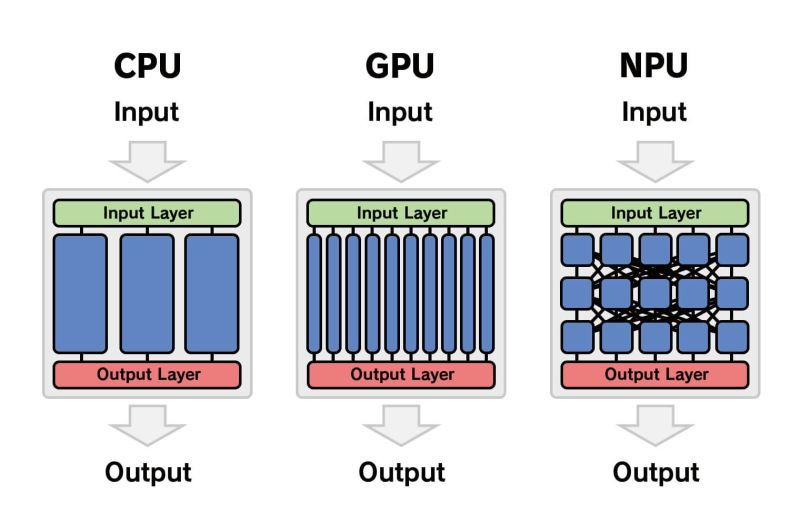 CPU
Input
Input Layer
Output Layer
Output
GPU
Input
Input Layer
Output Layer
Output
NPU
Input
Input Layer
Output Layer
Output